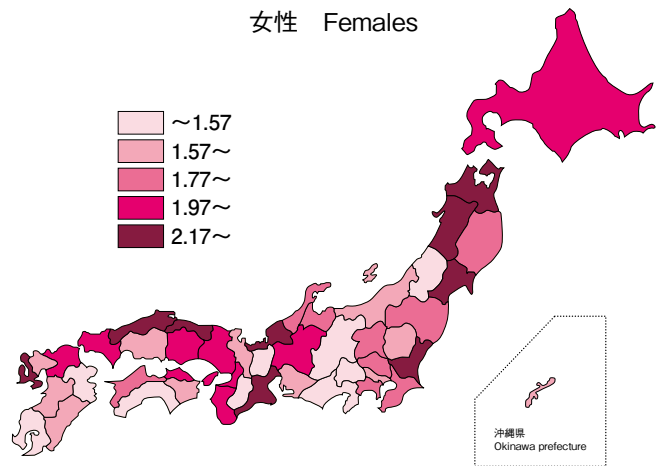 女性　Females
～1.57
1.57～
1.77～
1.97～
2.17～
沖縄県
Okinawa prefecture